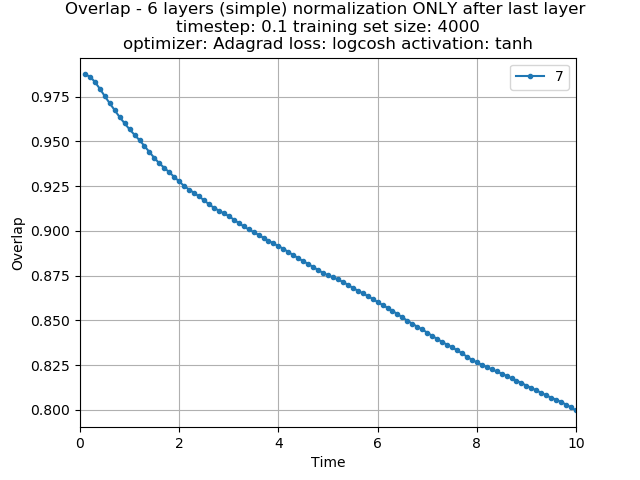 Overlap - 6 layers (simple) normalization ONLY after last layer
timestep: 0.1 training set size: 4000
optimizer: Adagrad loss: logcosh activation: tanh
7
0.975
0.950
0.925
0.900
0.875
0.850
0.825
0.800
Overlap
0 2 4 6 8 10
Time